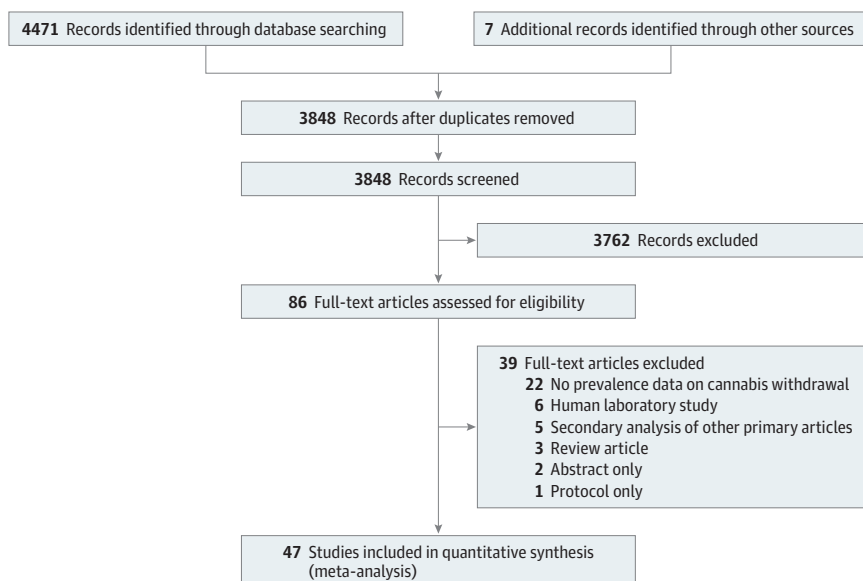 4471 Records identified through database searching
7 Additional records identified through other sources
3848 Records after duplicates removed
3848 Records screened
3762 Records excluded
86 Full-text articles assessed for eligibility
39 Full-text articles excluded
22 No prevalence data on cannabis withdrawal
6 Human laboratory study
5 Secondary analysis of other primary articles
3 Review article
2 Abstract only
1 Protocol only
47 Studies included in quantitative synthesis
(meta-analysis)